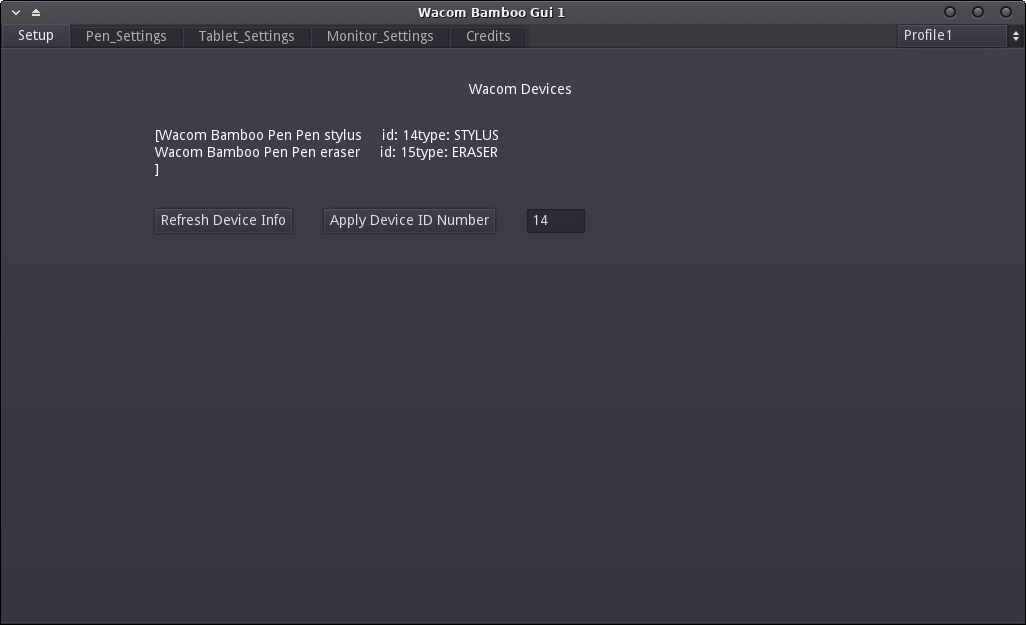 Wacom Bamboo Gui 1
Setup Pen_Settings Tablet_Settings Monitor_Settings Credits Profile1
Wacom Devices
[Wacom Bamboo Pen Pen stylus id: 14type: STYLUS
Wacom Bamboo Pen Pen eraser id: 15type: ERASER
]
Refresh Device Info Apply Device ID Number 14